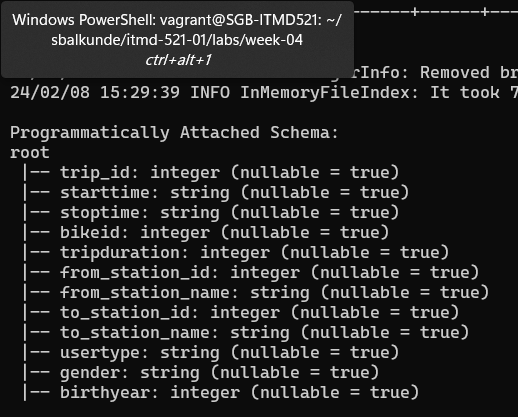 Windows PowerShell: vagrant@SGB-ITMD521: ~/
sbalkunde/itmd-521-01/labs/week-04
ctrl+alt+1
------+------+---
gerInfo: Removed br
24/02/08 15:29:39 INFO InMemoryFileIndex: It took 7
Programmatically Attached Schema:
root
|-- trip_id: integer (nullable = true)
|-- starttime: string (nullable = true)
|-- stoptime: string (nullable = true)
|-- bikeid: integer (nullable = true)
|-- tripduration: integer (nullable = true)
|-- from_station_id: integer (nullable = true)
|-- from_station_name: string (nullable = true)
|-- to_station_id: integer (nullable = true)
|-- to_station_name: string (nullable = true)
|-- usertype: string (nullable = true)
|-- gender: string (nullable = true)
|-- birthyear: integer (nullable = true)